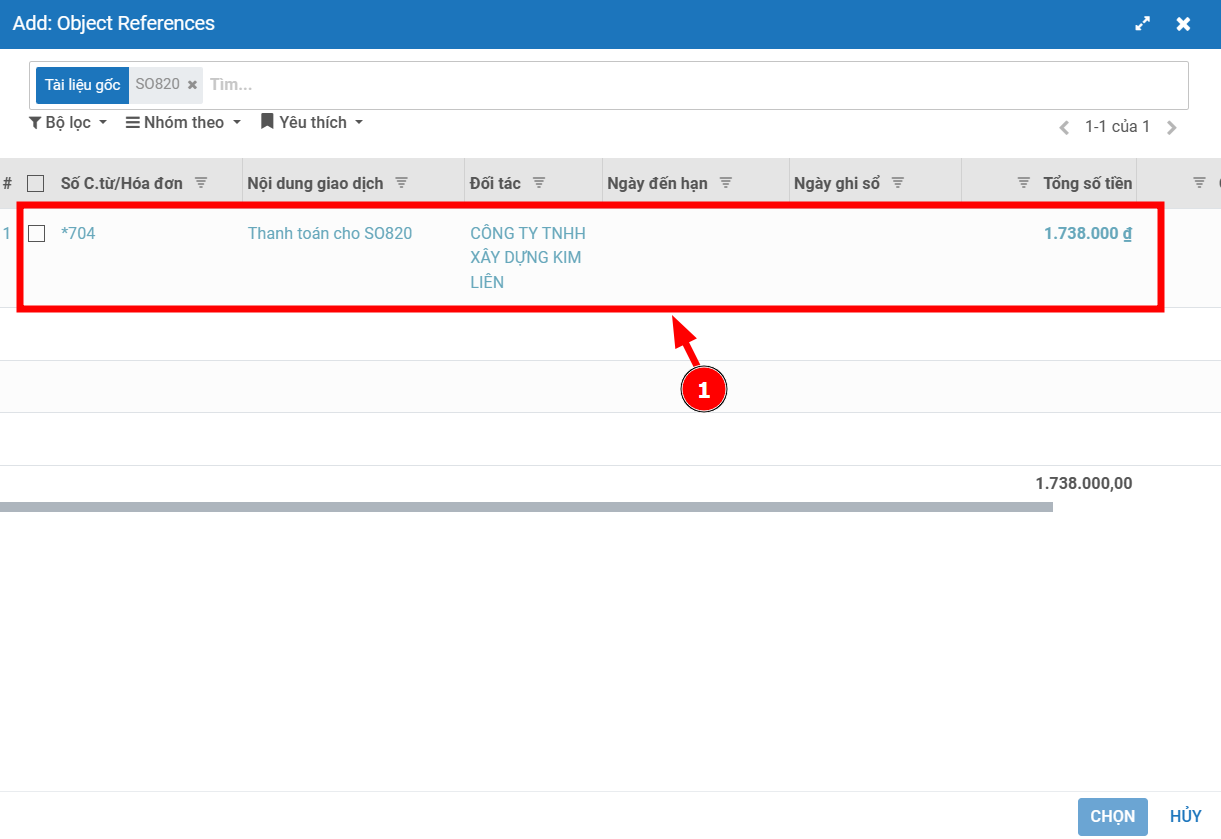 Add: Object References
Tài liệu gốc SO820 Tìm...
Bộ lọc Nhóm theo Yêu thích 1-1 của 1
# Số C.từ/Hóa đơn Nội dung giao dịch Đối tác Ngày đến hạn Ngày ghi sổ Tổng số tiền
1 *704 Thanh toán cho SO820 CÔNG TY TNHH 1.738.000 ₫
XÂY DỰNG KIM
LIÊN
1
1.738.000,00
CHỌN HỦY